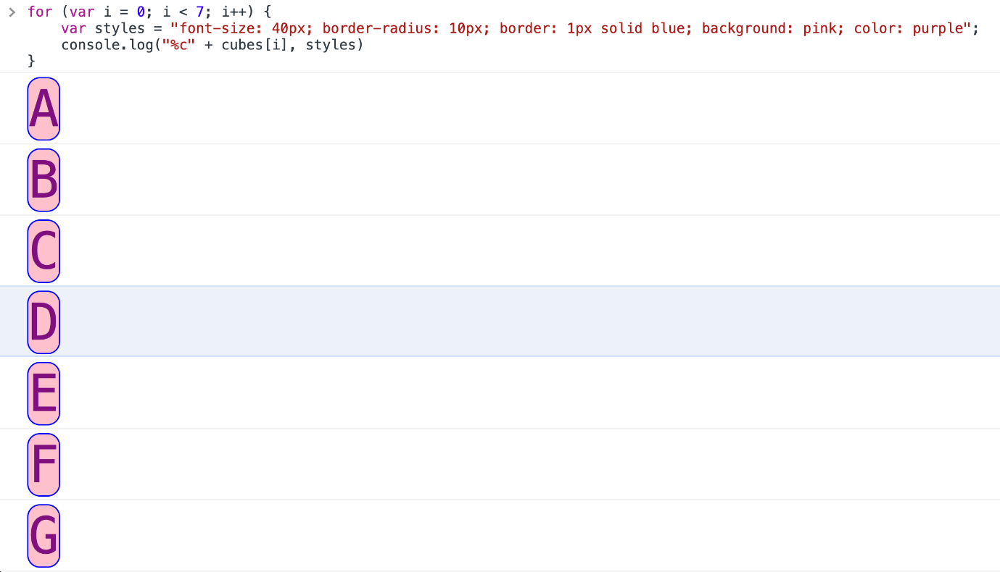 > for (var i = 0; i < 7; i++) {
    var styles = "font-size: 40px; border-radius: 10px; border: 1px solid blue; background: pink; color: purple";
    console.log("%c" + cubes[i], styles)
}
A
B
C
D
E
F
G